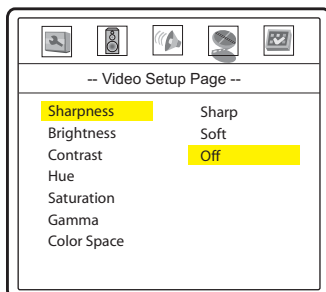 -- Video Setup Page --
Sharpness
Brightness
Contrast
Hue
Saturation
Gamma
Color Space
Sharp
Soft
Off